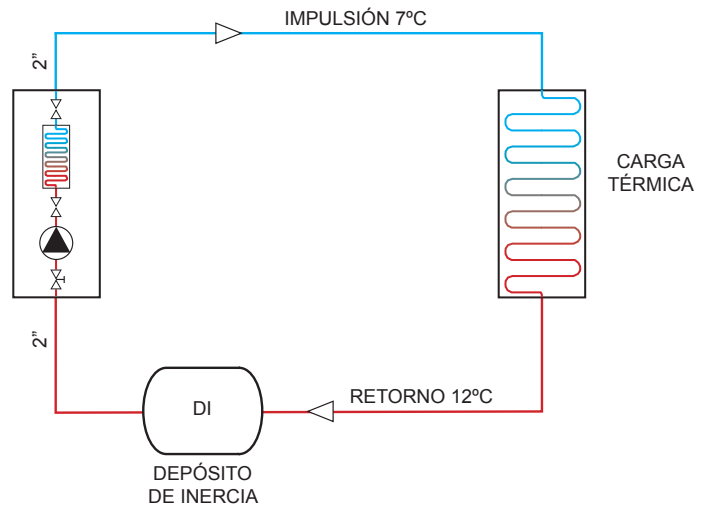 IMPULSIÓN 7ºC
2”
CARGA
TÉRMICA
2”
RETORNO 12ºC
DI
DEPÓSITO
DE INERCIA